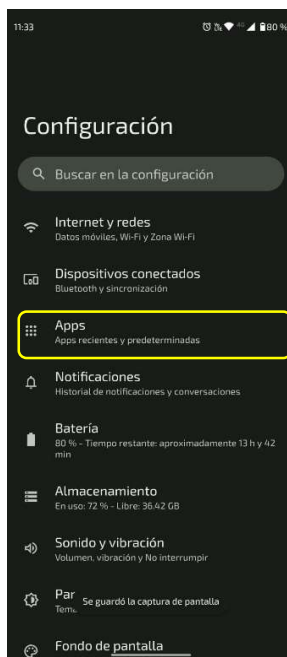 11:33
4G 80 %
Configuración
Buscar en la configuración
Internet y redes
Datos móviles, Wi-Fi y Zona Wi-Fi
Dispositivos conectados
Bluetooth y sincronización
Apps
Apps recientes y predeterminadas
Notificaciones
Historial de notificaciones y conversaciones
Batería
80 % - Tiempo restante: aproximadamente 13 h y 42
min
Almacenamiento
En uso: 72 % - Libre: 36.42 GB
Sonido y vibración
Volumen, vibración y No interrumpir
Par
Se guardó la captura de pantalla
Fondo de pantalla